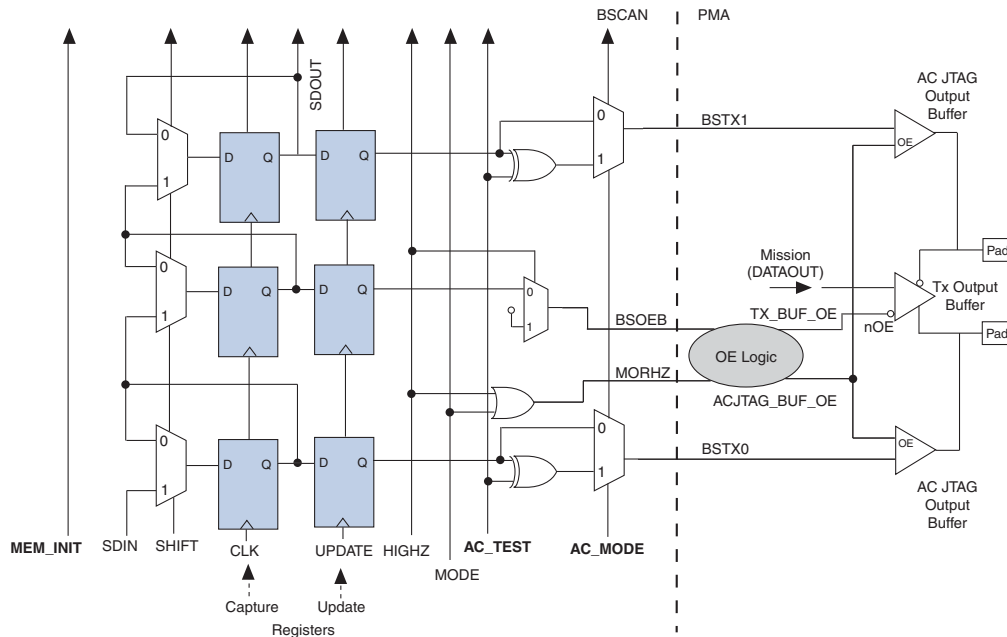 BSCAN PMA
SDOUT
AC JTAG
Output
Buffer
0
1
D Q
D Q
0
1
BSTX1
OE
0
1
D Q
D Q
0
1
BSOEB
Mission
(DATAOUT)
TX_BUF_OE
nOE
Tx Output
Buffer
Pad
Pad
OE Logic
MORHZ
ACJTAG_BUF_OE
0
1
D Q
D Q
0
1
BSTX0
OE
AC JTAG
Output
Buffer
MEM_INIT SDIN SHIFT CLK UPDATE HIGHZ AC_TEST AC_MODE
MODE
Capture Update
Registers